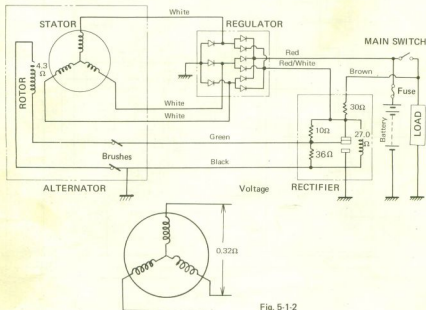 STATOR
White
REGULATOR
MAIN SWITCH
Red
Red/White
Brown
Fuse
4.3
Ω
ROTOR
White
White
30Ω
10Ω
27.0
Ω
Battery
LOAD
Green
36Ω
Brushes
Black
ALTERNATOR
Voltage
RECTIFIER
0.32Ω
Fig. 5-1-2